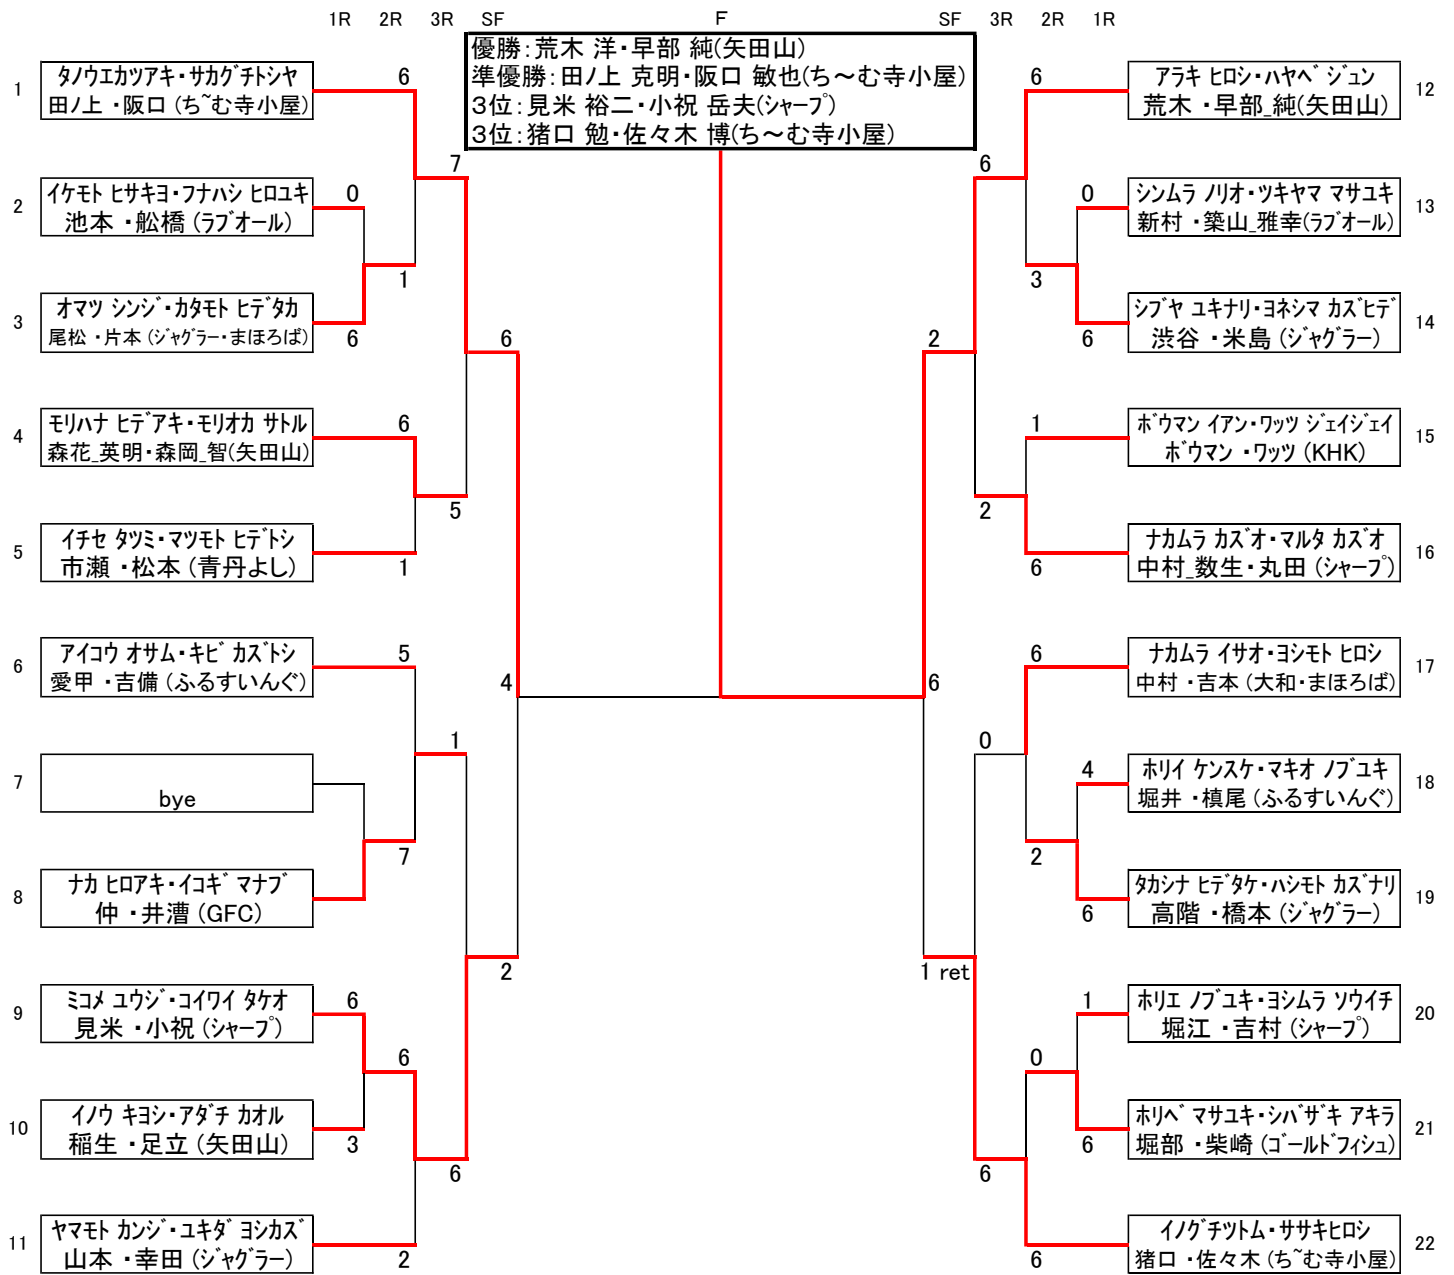 1R 2R 3R SF F SF 3R 2R 1R
優勝:荒木 洋・早部 純(矢田山)
準優勝:田ノ上 克明・阪口 敏也(ち～む寺小屋)
3位:見米 裕二・小祝 岳夫(シャープ)
3位:猪口 勉・佐々木 博(ち～む寺小屋)
1 タノウエカツアキ・サカグチトシヤ
田ノ上 ・阪口 (ち~む寺小屋)
6
2 イケモト ヒサキヨ・フナハシ ヒロユキ
池本 ・舩橋 (ラブオール)
0
3 オマツ シンジ・カタモト ヒデタカ
尾松 ・片本 (ジャグラー・まほろば)
6
1
7
4 モリハナ ヒデアキ・モリオカ サトル
森花_英明・森岡_智(矢田山)
6
5 イチセ タツミ・マツモト ヒデトシ
市瀬 ・松本 (青丹よし)
1
5
6
6 アイコウ オサム・キビ カズトシ
愛甲 ・吉備 (ふるすいんぐ)
5
7 bye
8 ナカ ヒロアキ・イコギ マナブ
仲 ・井漕 (GFC)
7
1
9 ミコメ ユウジ・コイワイ タケオ
見米 ・小祝 (シャープ)
6
10 イノウ キヨシ・アダチ カオル
稲生 ・足立 (矢田山)
3
6
11 ヤマモト カンジ・ユキダ ヨシカズ
山本 ・幸田 (ジャグラー)
2
6
2
4
6
12 アラキ ヒロシ・ハヤベ ジュン
荒木 ・早部_純(矢田山)
6
13 シンムラ ノリオ・ツキヤマ マサユキ
新村 ・築山_雅幸(ラブオール)
0
14 シブヤ ユキナリ・ヨネシマ カズヒデ
渋谷 ・米島 (ジャグラー)
6
3
6
15 ボウマン イアン・ワッツ ジェイジェイ
ボウマン ・ワッツ (KHK)
1
16 ナカムラ カズオ・マルタ カズオ
中村_数生・丸田 (シャープ)
6
2
2
17 ナカムラ イサオ・ヨシモト ヒロシ
中村 ・吉本 (大和・まほろば)
6
18 ホリイ ケンスケ・マキオ ノブユキ
堀井 ・槙尾 (ふるすいんぐ)
4
19 タカシナ ヒデタケ・ハシモト カズナリ
高階 ・橋本 (ジャグラー)
6
2
0
20 ホリエ ノブユキ・ヨシムラ ソウイチ
堀江 ・吉村 (シャープ)
1
21 ホリベ マサユキ・シバザキ アキラ
堀部 ・柴崎 (ゴールドフィシュ)
6
0
22 イノグチツトム・ササキヒロシ
猪口 ・佐々木 (ち~む寺小屋)
6
6
1 ret